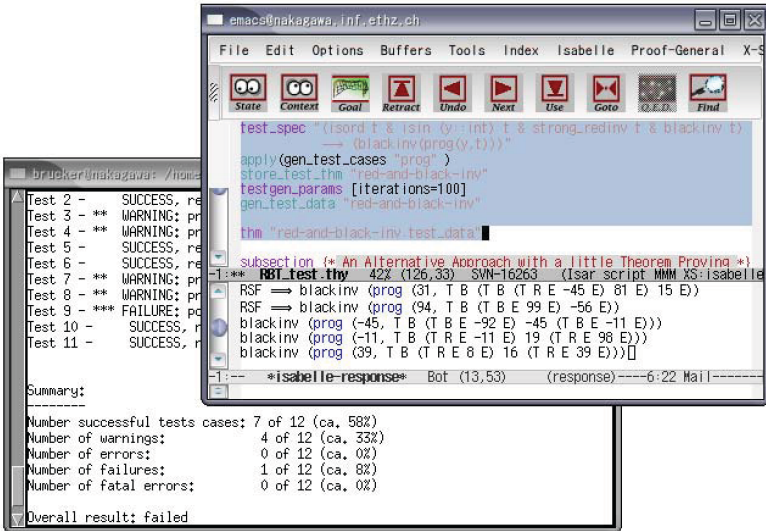 emacs@nakagawa.inf.ethz.ch
File Edit Options Buffers Tools Index Isabelle Proof-General X-S
State Context Goal Retract Undo Next Use Goto Q.E.D. Find
test_spec "(isord t & isin (y::int) t & strong_redinv t & blackinv t)
⟶ (blackinv(prog(y,t)))"
apply(gen_test_cases "prog" )
store_test_thm "red-and-black-inv"
testgen_params [iterations=100]
gen_test_data "red-and-black-inv"
thm "red-and-black-inv.test_data"
subsection {* An Alternative Approach with a little Theorem Proving *}
-1:** RBT_test.thy 42% (126,33) SVN-16263 (Isar script MMM XS:isabelle
RSF ⟹ blackinv (prog (31, T B (T B (T R E -45 E) 81 E) 15 E))
RSF ⟹ blackinv (prog (94, T B (T B E 99 E) -56 E))
blackinv (prog (-45, T B (T B E -92 E) -45 (T B E -11 E)))
blackinv (prog (-11, T B (T R E -11 E) 19 (T R E 98 E)))
blackinv (prog (39, T B (T R E 8 E) 16 (T R E 39 E)))
-1:-- *isabelle-response* Bot (13,53) (response)----6:22 Mail-------
brucker@nakagawa: /home
Test 2 - SUCCESS, re
Test 3 - ** WARNING: pr
Test 4 - ** WARNING: pr
Test 5 - SUCCESS, re
Test 6 - SUCCESS, re
Test 7 - ** WARNING: pr
Test 8 - ** WARNING: pr
Test 9 - *** FAILURE: po
Test 10 - SUCCESS, r
Test 11 - SUCCESS, r
Summary:
--------
Number successful tests cases: 7 of 12 (ca. 58%)
Number of warnings: 4 of 12 (ca. 33%)
Number of errors: 0 of 12 (ca. 0%)
Number of failures: 1 of 12 (ca. 8%)
Number of fatal errors: 0 of 12 (ca. 0%)
Overall result: failed